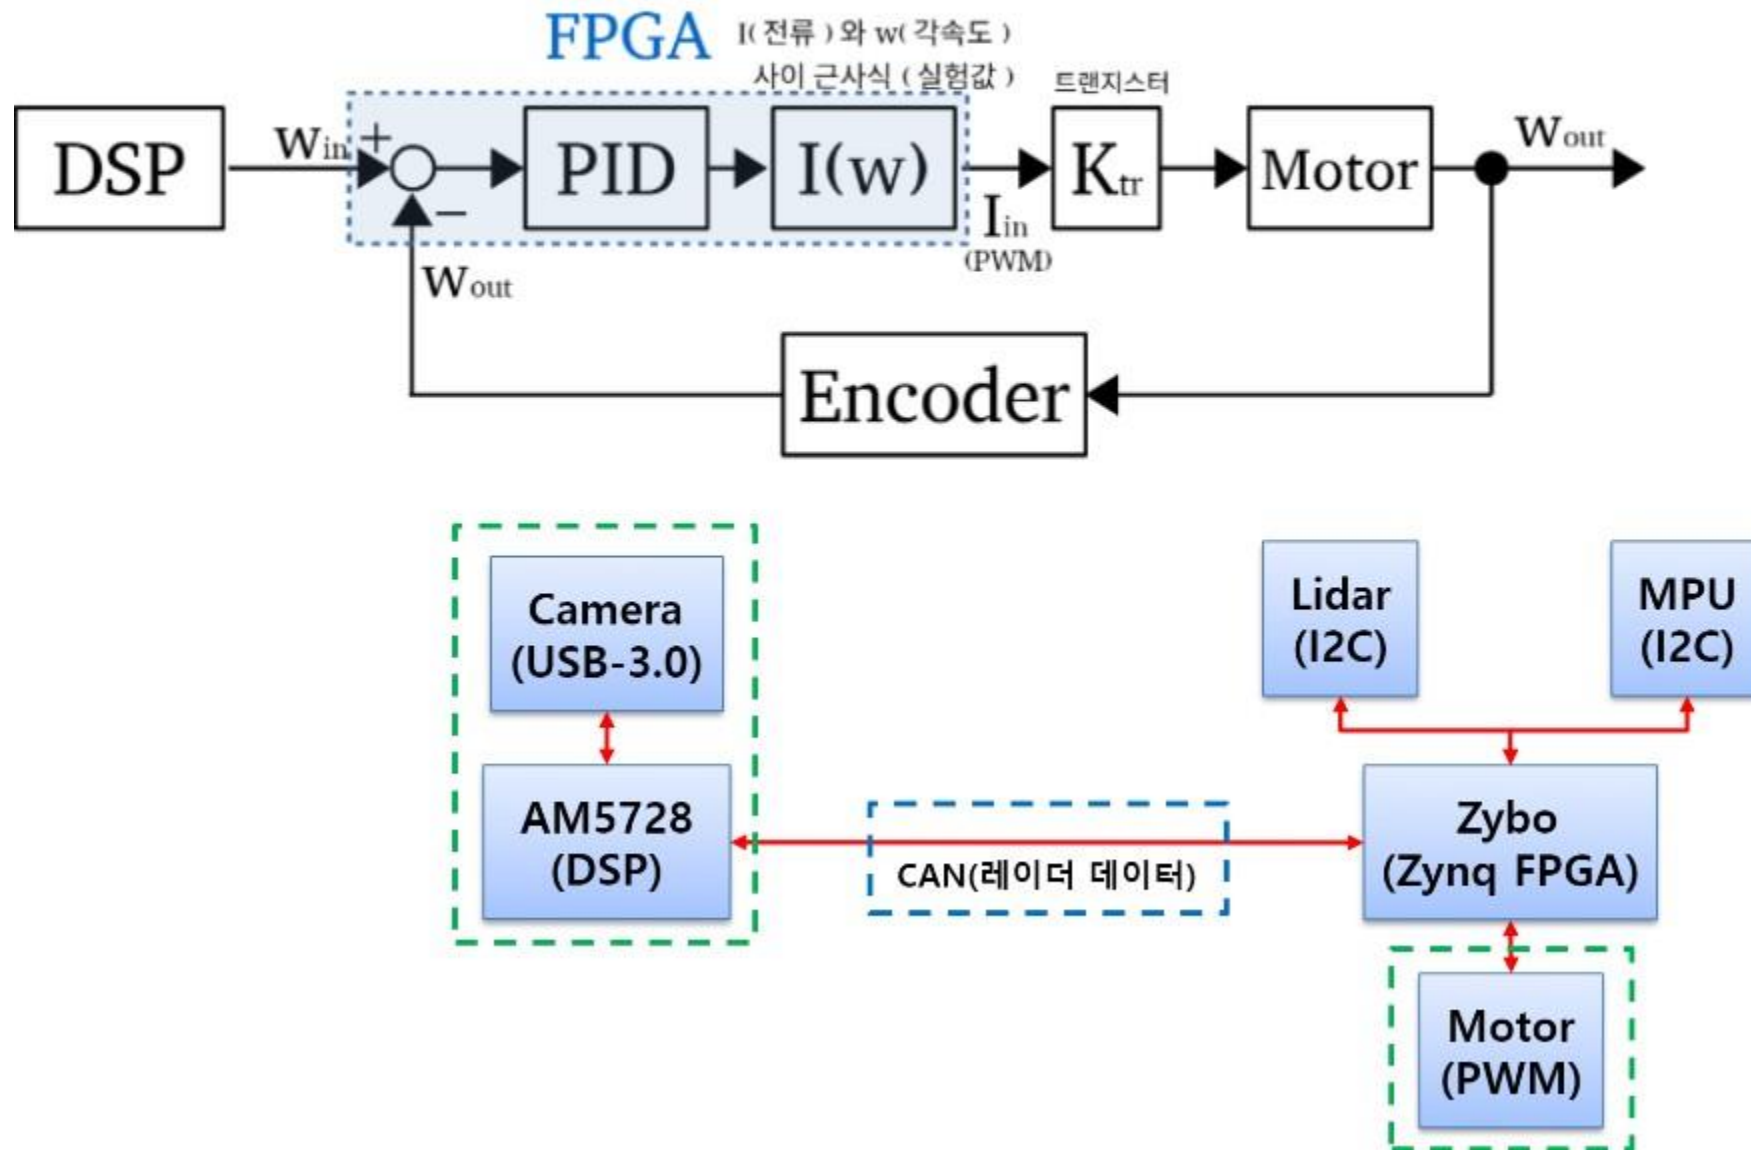 FPGA
I( 전류 ) 와 w( 각속도 )
사이 근사식 ( 실험값 )
트랜지스터
DSP
Win
+
PID
I(w)
Ktr
Motor
Wout
−
Iin
(PWM)
Wout
Encoder
Camera
(USB-3.0)
Lidar
(I2C)
MPU
(I2C)
AM5728
(DSP)
CAN(레이더 데이터)
Zybo
(Zynq FPGA)
Motor
(PWM)